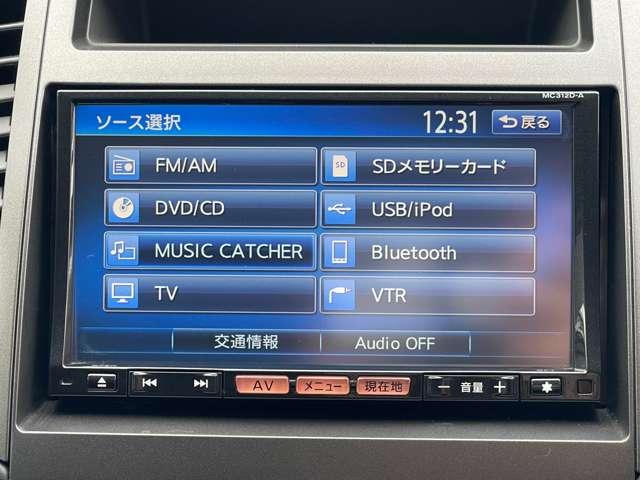 MC312D-A
ソース選択 12:31 戻る
FM/AM SD SDメモリーカード
DVD/CD USB/iPod
MUSIC CATCHER Bluetooth
TV VTR
交通情報 Audio OFF
AV メニュー 現在地 − 音量 +